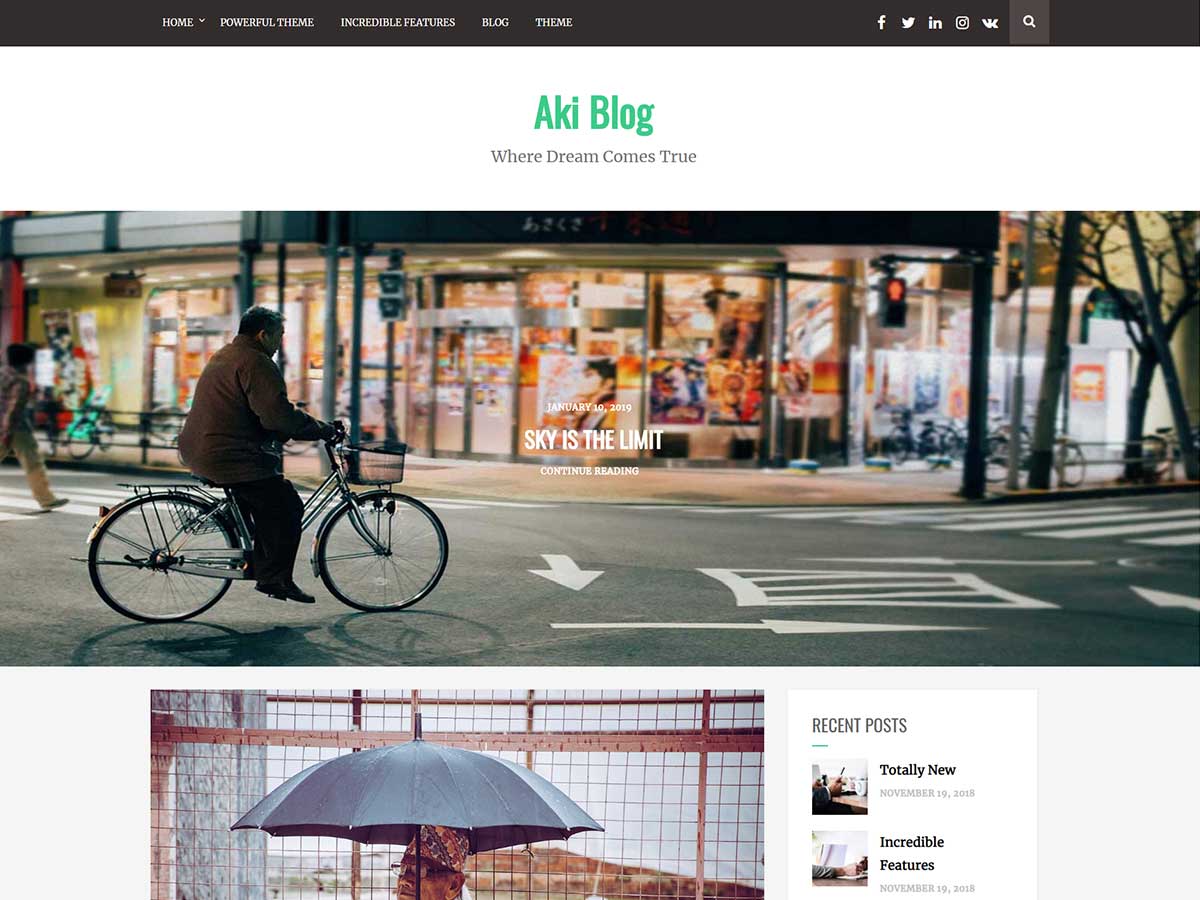 HOME
POWERFUL THEME
INCREDIBLE FEATURES
BLOG
THEME
Aki Blog
Where Dream Comes True
あさくさ
JANUARY 10, 2019
SKY IS THE LIMIT
CONTINUE READING
RECENT POSTS
Totally New
NOVEMBER 19, 2018
Incredible
Features
NOVEMBER 19, 2018